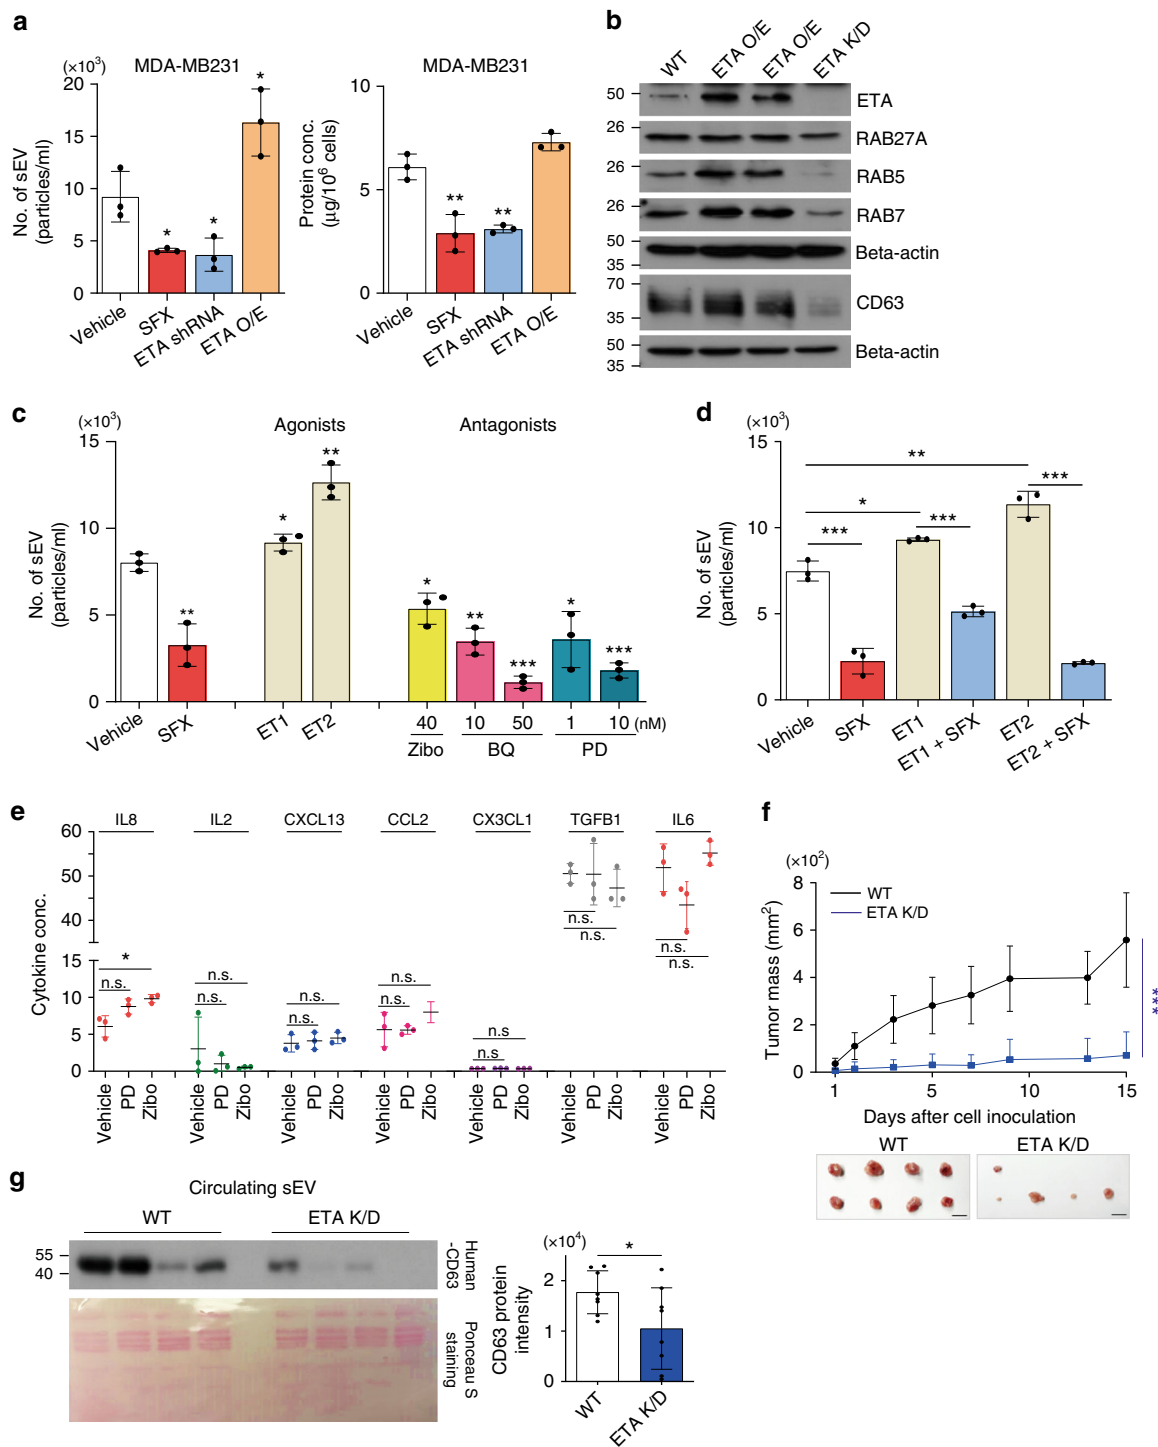 a
(×10³)
MDA-MB231
20
15
10
5
0
No. of sEV
(particles/ml)
*
*
*
Vehicle
SFX
ETA shRNA
ETA O/E
MDA-MB231
10
5
0
Protein conc.
(µg/10⁶ cells)
**
**
Vehicle
SFX
ETA shRNA
ETA O/E
b
WT
ETA O/E
ETA O/E
ETA K/D
50
ETA
26
RAB27A
26
RAB5
26
RAB7
50
35
Beta-actin
70
35
CD63
50
35
Beta-actin
c
(×10³)
Agonists
Antagonists
15
10
5
0
No. of sEV
(particles/ml)
**
*
**
*
**
***
*
***
Vehicle
SFX
ET1
ET2
40
10
50
1
10 (nM)
Zibo
BQ
PD
d
(×10³)
15
10
5
0
No. of sEV
(particles/ml)
**
***
*
***
***
Vehicle
SFX
ET1
ET1 + SFX
ET2
ET2 + SFX
e
IL8
IL2
CXCL13
CCL2
CX3CL1
TGFB1
IL6
60
50
40
15
10
5
0
Cytokine conc.
*
n.s.
n.s.
n.s.
n.s.
n.s.
n.s.
n.s.
n.s
n.s
n.s.
n.s.
n.s.
n.s.
Vehicle
PD
Zibo
Vehicle
PD
Zibo
Vehicle
PD
Zibo
Vehicle
PD
Zibo
Vehicle
PD
Zibo
Vehicle
PD
Zibo
Vehicle
PD
Zibo
f
(×10²)
8
6
4
2
0
Tumor mass (mm²)
WT
ETA K/D
***
1
5
10
15
Days after cell inoculation
WT
ETA K/D
g
Circulating sEV
WT
ETA K/D
55
40
Human
-CD63
Ponceau S
staining
(×10⁴)
2
1
0
CD63 protein
intensity
*
WT
ETA K/D